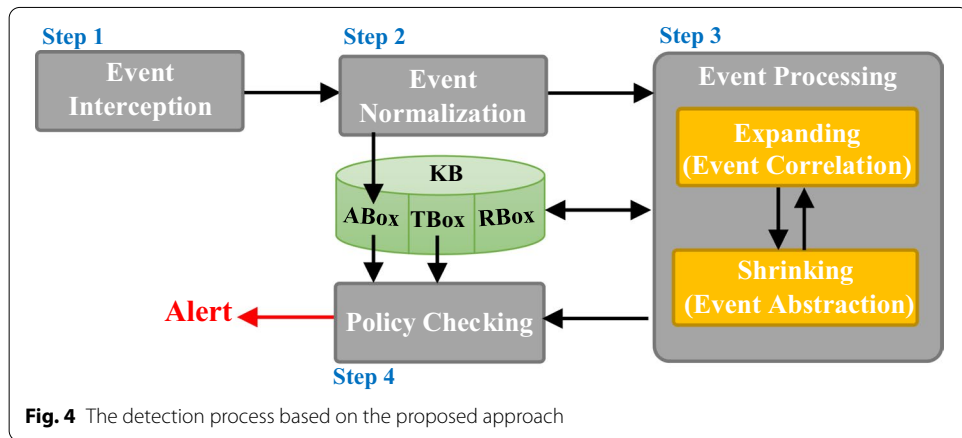 Step 1
Event
Interception
Step 2
Event
Normalization
Step 3
Event Processing
Expanding
(Event Correlation)
Shrinking
(Event Abstraction)
KB
ABox
TBox
RBox
Policy Checking
Step 4
Alert
Fig. 4 The detection process based on the proposed approach